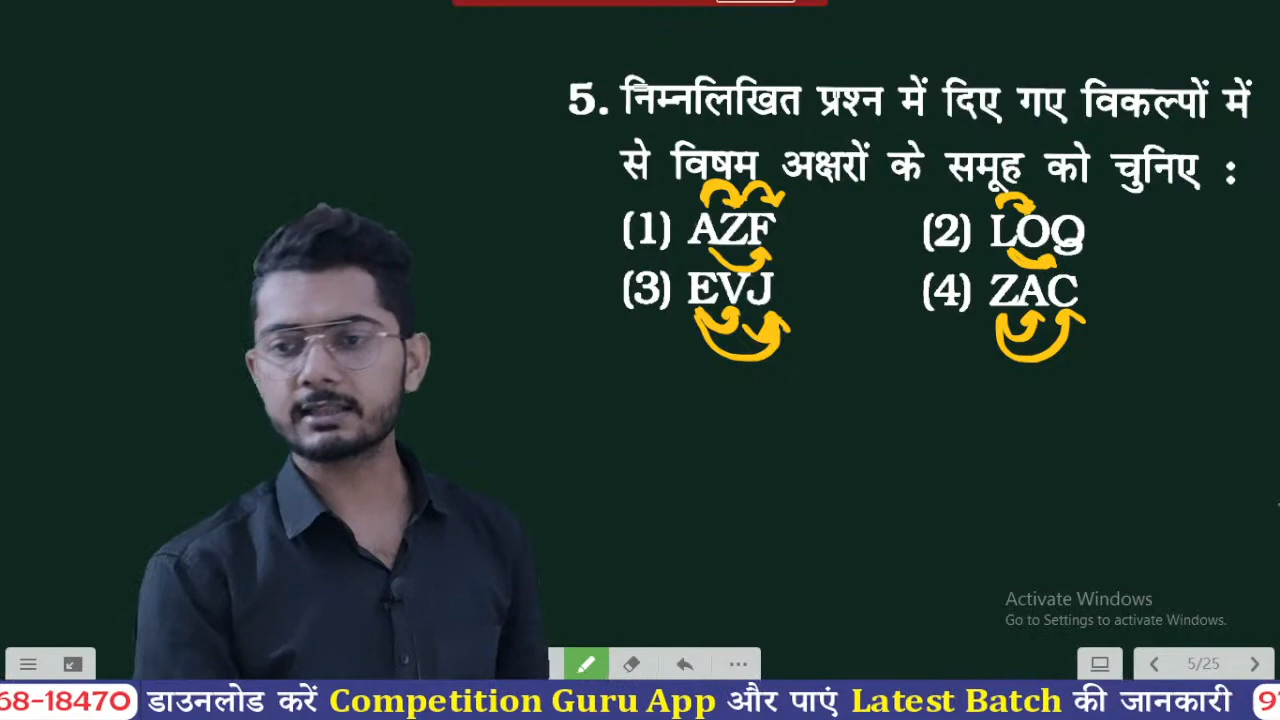 5. निम्नलिखित प्रश्न में दिए गए विकल्पों में
से विषम अक्षरों के समूह को चुनिए :
(1) AZF (2) LOQ
(3) EVJ (4) ZAC
Activate Windows
Go to Settings to activate Windows.
5/25
68-18470 डाउनलोड करें Competition Guru App और पाएं Latest Batch की जानकारी 9